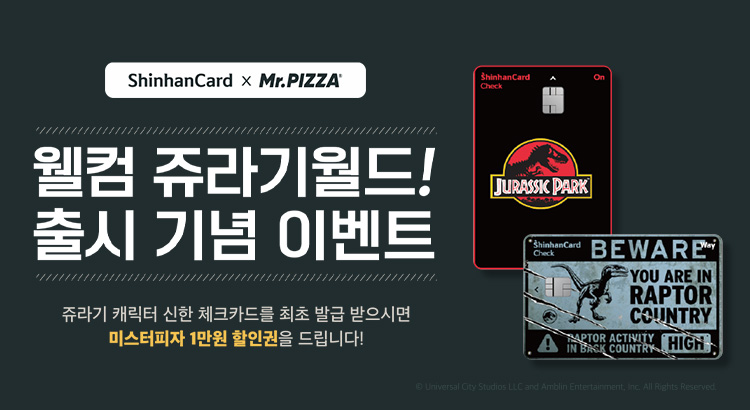 ShinhanCard × Mr.PIZZA®
웰컴 쥬라기월드!
출시 기념 이벤트
쥬라기 캐릭터 신한 체크카드를 최초 발급 받으시면
미스터피자 1만원 할인권을 드립니다!
ShinhanCard On
Check
JURASSIC PARK
ShinhanCard
Check
BEWARE
Way
YOU ARE IN
RAPTOR
COUNTRY
RAPTOR ACTIVITY
IN BACK COUNTRY
HIGH
© Universal City Studios LLC and Amblin Entertainment, Inc. All Rights Reserved.